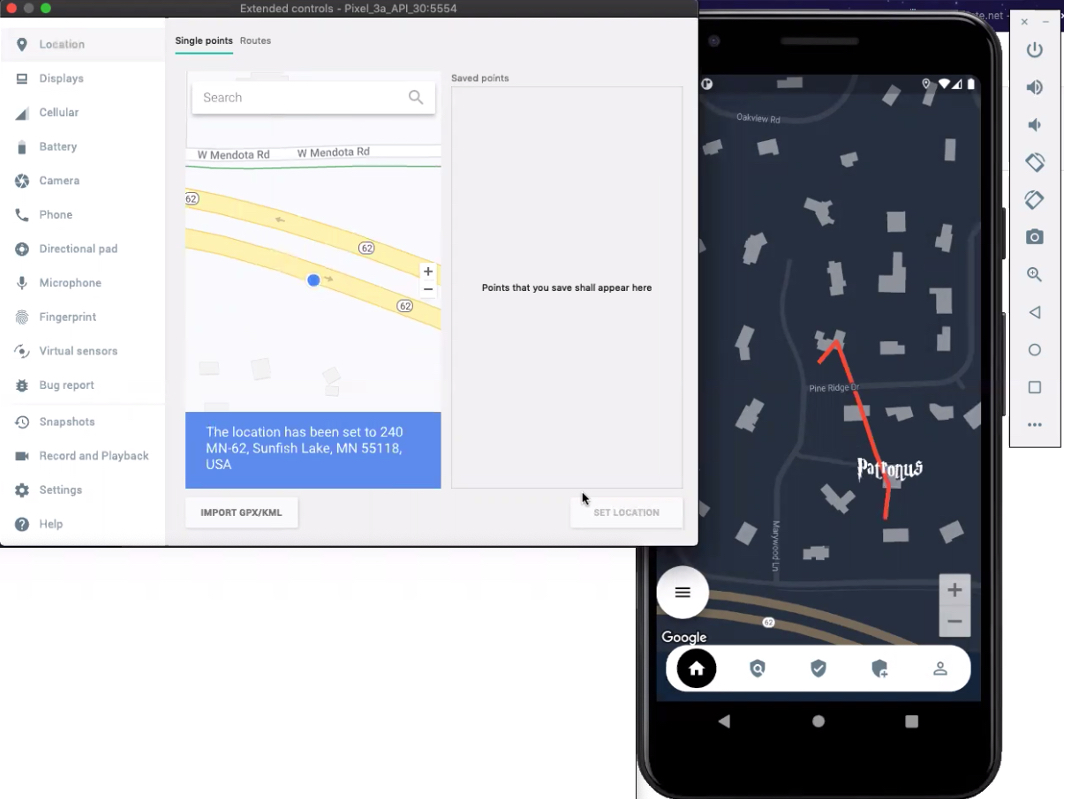 Extended controls - Pixel_3a_API_30:5554
Location
Displays
Cellular
Battery
Camera
Phone
Directional pad
Microphone
Fingerprint
Virtual sensors
Bug report
Snapshots
Record and Playback
Settings
Help
Single points Routes
Search
W Mendota Rd W Mendota Rd
62
62
62
The location has been set to 240
MN-62, Sunfish Lake, MN 55118,
USA
IMPORT GPX/KML
Saved points
Points that you save shall appear here
SET LOCATION
Oakview Rd
Pine Ridge Dr
Patronus
Marywood Ln
62
Google